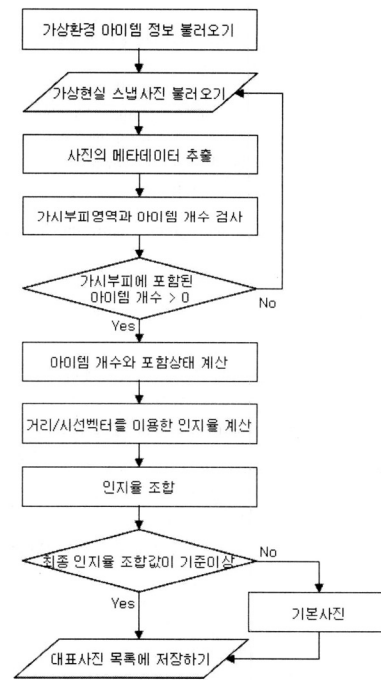 가상환경 아이템 정보 불러오기
가상현실 스냅사진 불러오기
사진의 메타데이터 추출
가시부피영역과 아이템 개수 검사
가시부피에 포함된
아이템 개수 > 0
No
Yes
아이템 개수와 포함상태 계산
거리/시선벡터를 이용한 인지율 계산
인지율 조합
최종 인지율 조합값이 기준이상
No
Yes
기본사진
대표사진 목록에 저장하기